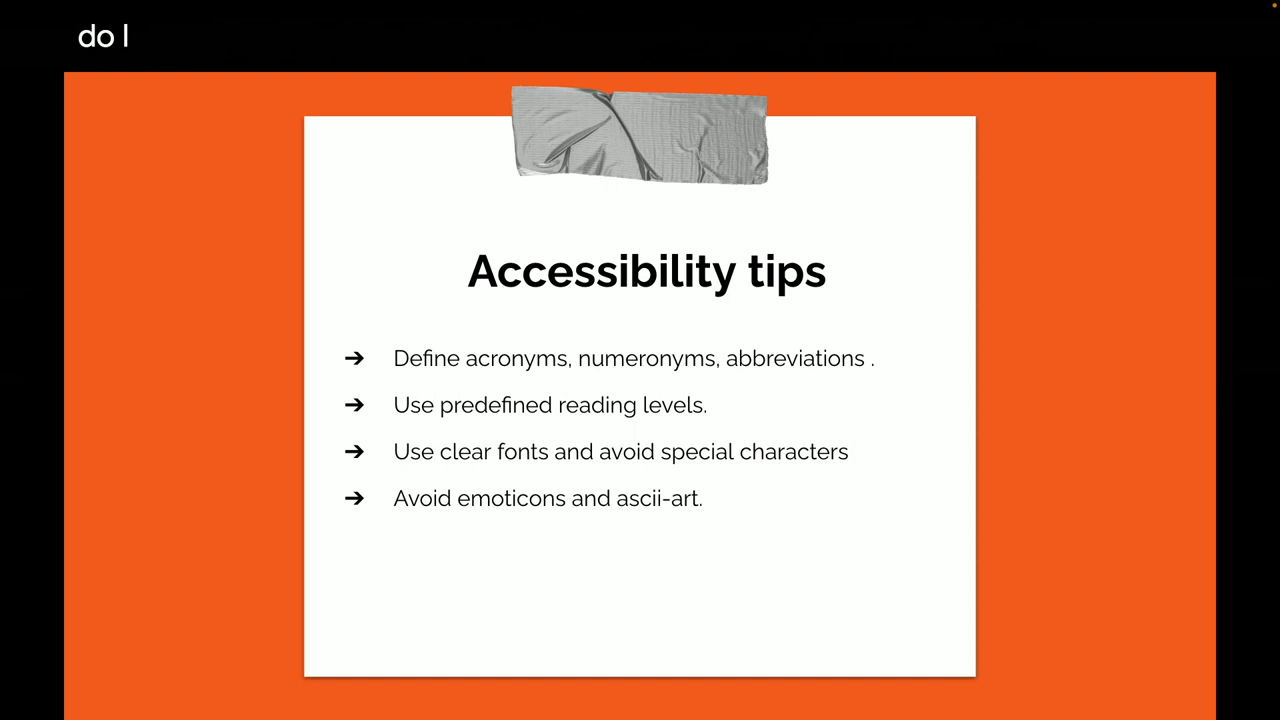 do I
Accessibility tips
➔ Define acronyms, numeronyms, abbreviations .
➔ Use predefined reading levels.
➔ Use clear fonts and avoid special characters
➔ Avoid emoticons and ascii-art.